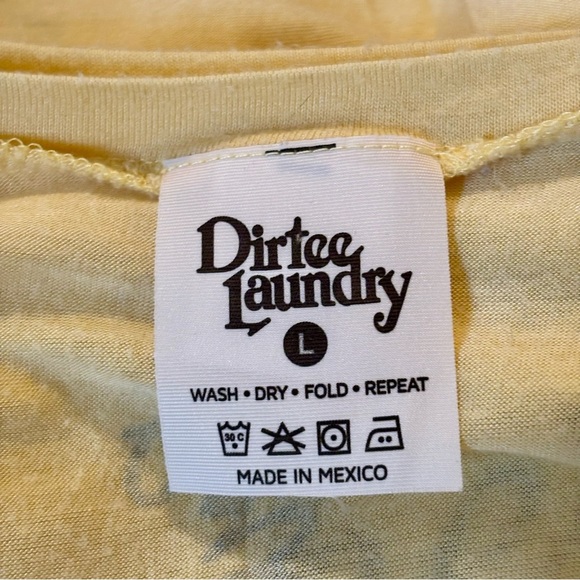 Dirtee
Laundry
L
WASH • DRY • FOLD • REPEAT
30 C
MADE IN MEXICO